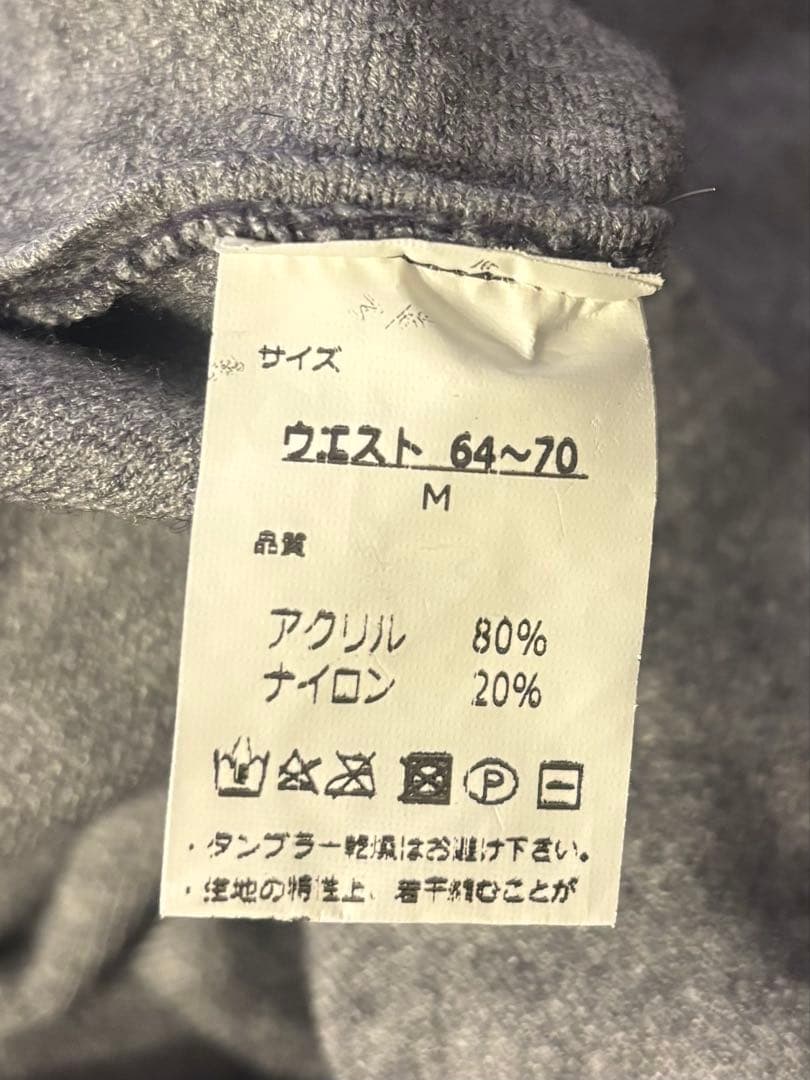 サイズ
ウエスト 64～70
M
品質
アクリル 80%
ナイロン 20%
P
・タンブラー乾燥はお避け下さい。
・生地の特性上、若干縮むことが